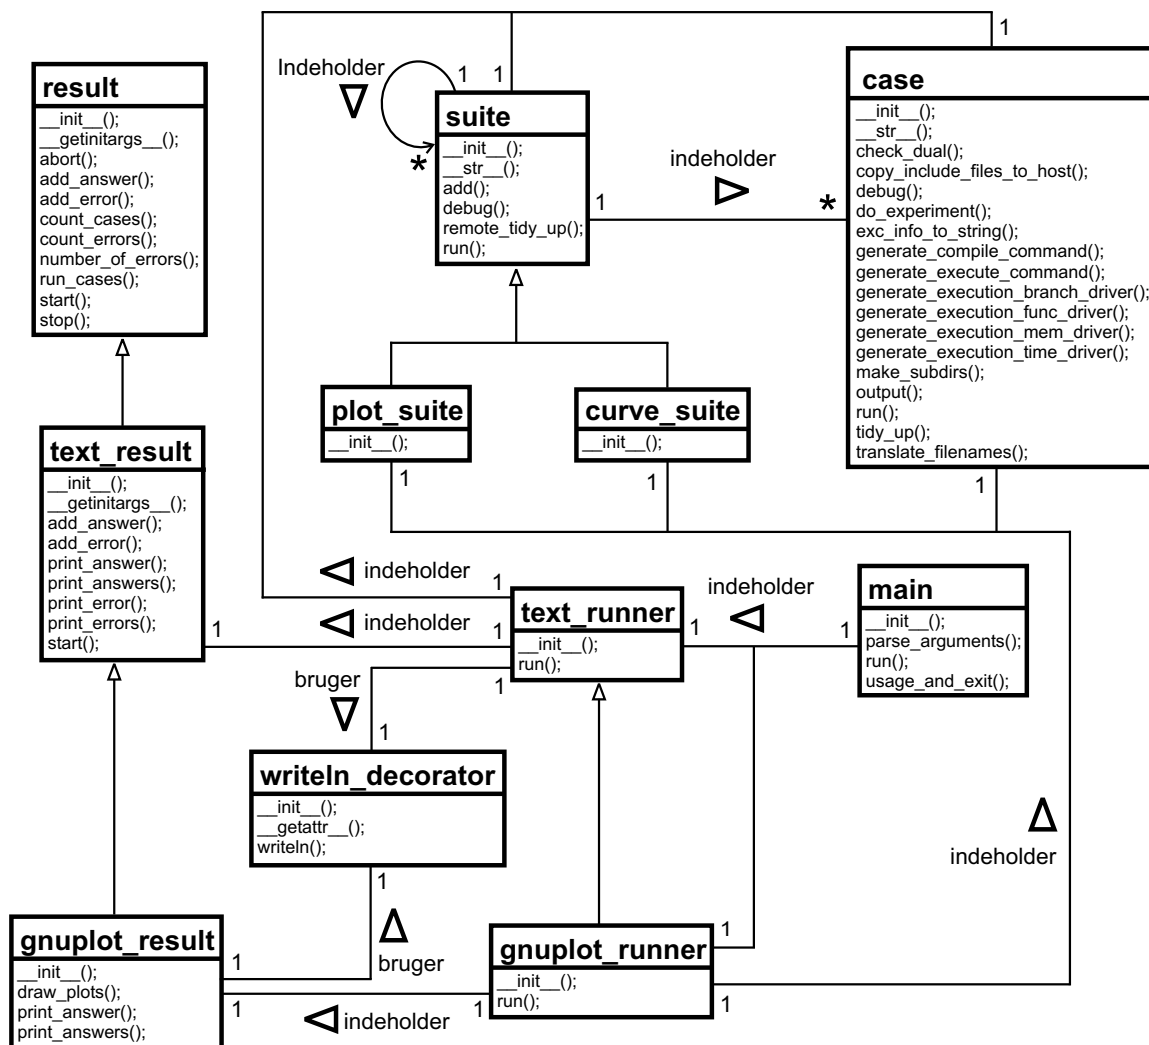 1
1
1
1
Indeholder
*
result
__init__();
__getinitargs__();
abort();
add_answer();
add_error();
count_cases();
count_errors();
number_of_errors();
run_cases();
start();
stop();
suite
__init__();
__str__();
add();
debug();
remote_tidy_up();
run();
indeholder
1
*
case
__init__();
__str__();
check_dual();
copy_include_files_to_host();
debug();
do_experiment();
exc_info_to_string();
generate_compile_command();
generate_execute_command();
generate_execution_branch_driver();
generate_execution_func_driver();
generate_execution_mem_driver();
generate_execution_time_driver();
make_subdirs();
output();
run();
tidy_up();
translate_filenames();
plot_suite
__init__();
curve_suite
__init__();
1
1
1
text_result
__init__();
__getinitargs__();
add_answer();
add_error();
print_answer();
print_answers();
print_error();
print_errors();
start();
indeholder
1
indeholder
1
1
text_runner
__init__();
run();
indeholder
1
1
main
__init__();
parse_arguments();
run();
usage_and_exit();
bruger
1
1
writeln_decorator
__init__();
__getattr__();
writeln();
1
bruger
1
indeholder
gnuplot_result
__init__();
draw_plots();
print_answer();
print_answers();
1
indeholder
1
gnuplot_runner
__init__();
run();
1
1